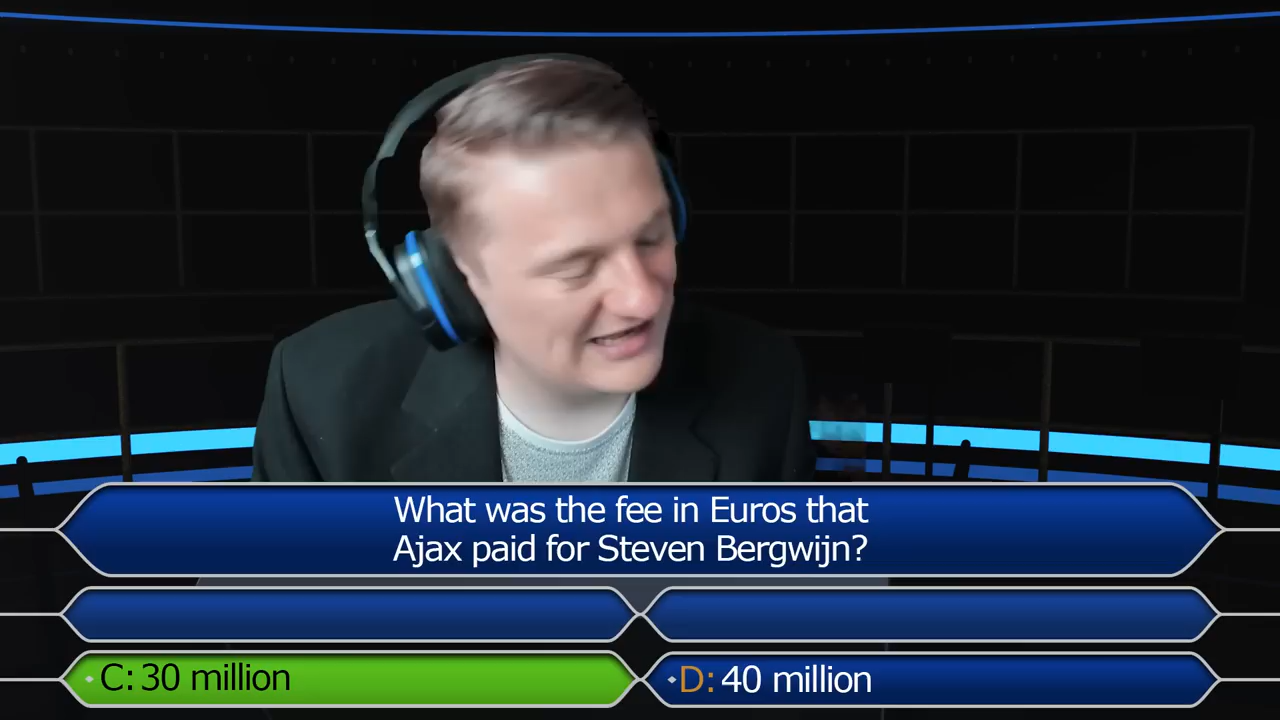 What was the fee in Euros that
Ajax paid for Steven Bergwijn?
C: 30 million
D: 40 million